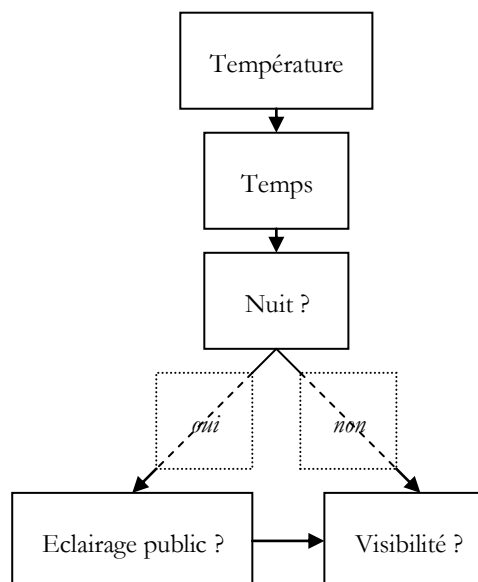 Température
Temps
Nuit ?
oui
non
Eclairage public ?
Visibilité ?